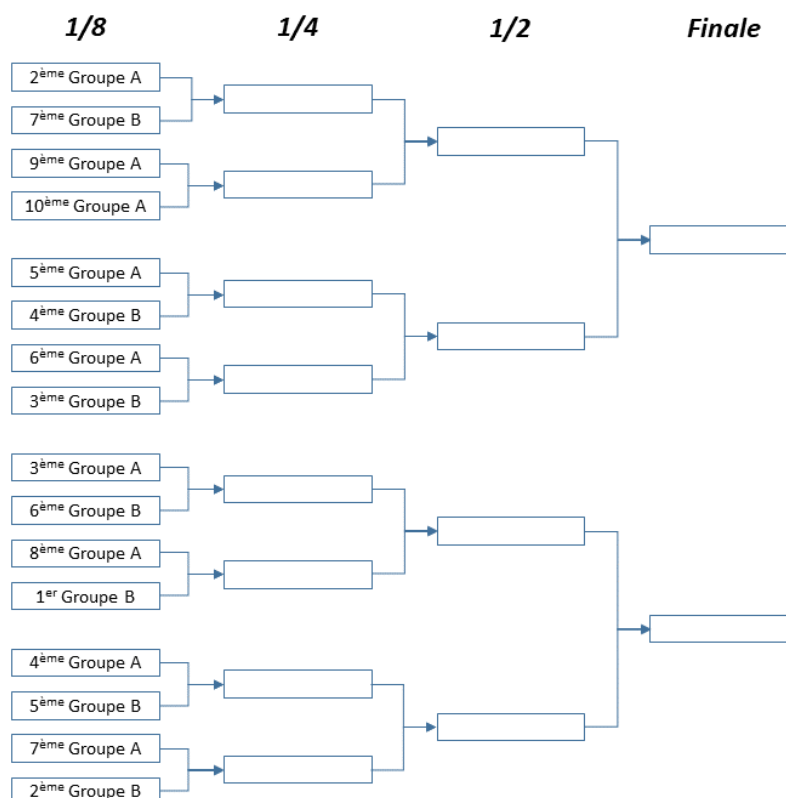 1/8 1/4 1/2 Finale
2ème Groupe A
7ème Groupe B
9ème Groupe A
10ème Groupe A
5ème Groupe A
4ème Groupe B
6ème Groupe A
3ème Groupe B
3ème Groupe A
6ème Groupe B
8ème Groupe A
1er Groupe B
4ème Groupe A
5ème Groupe B
7ème Groupe A
2ème Groupe B